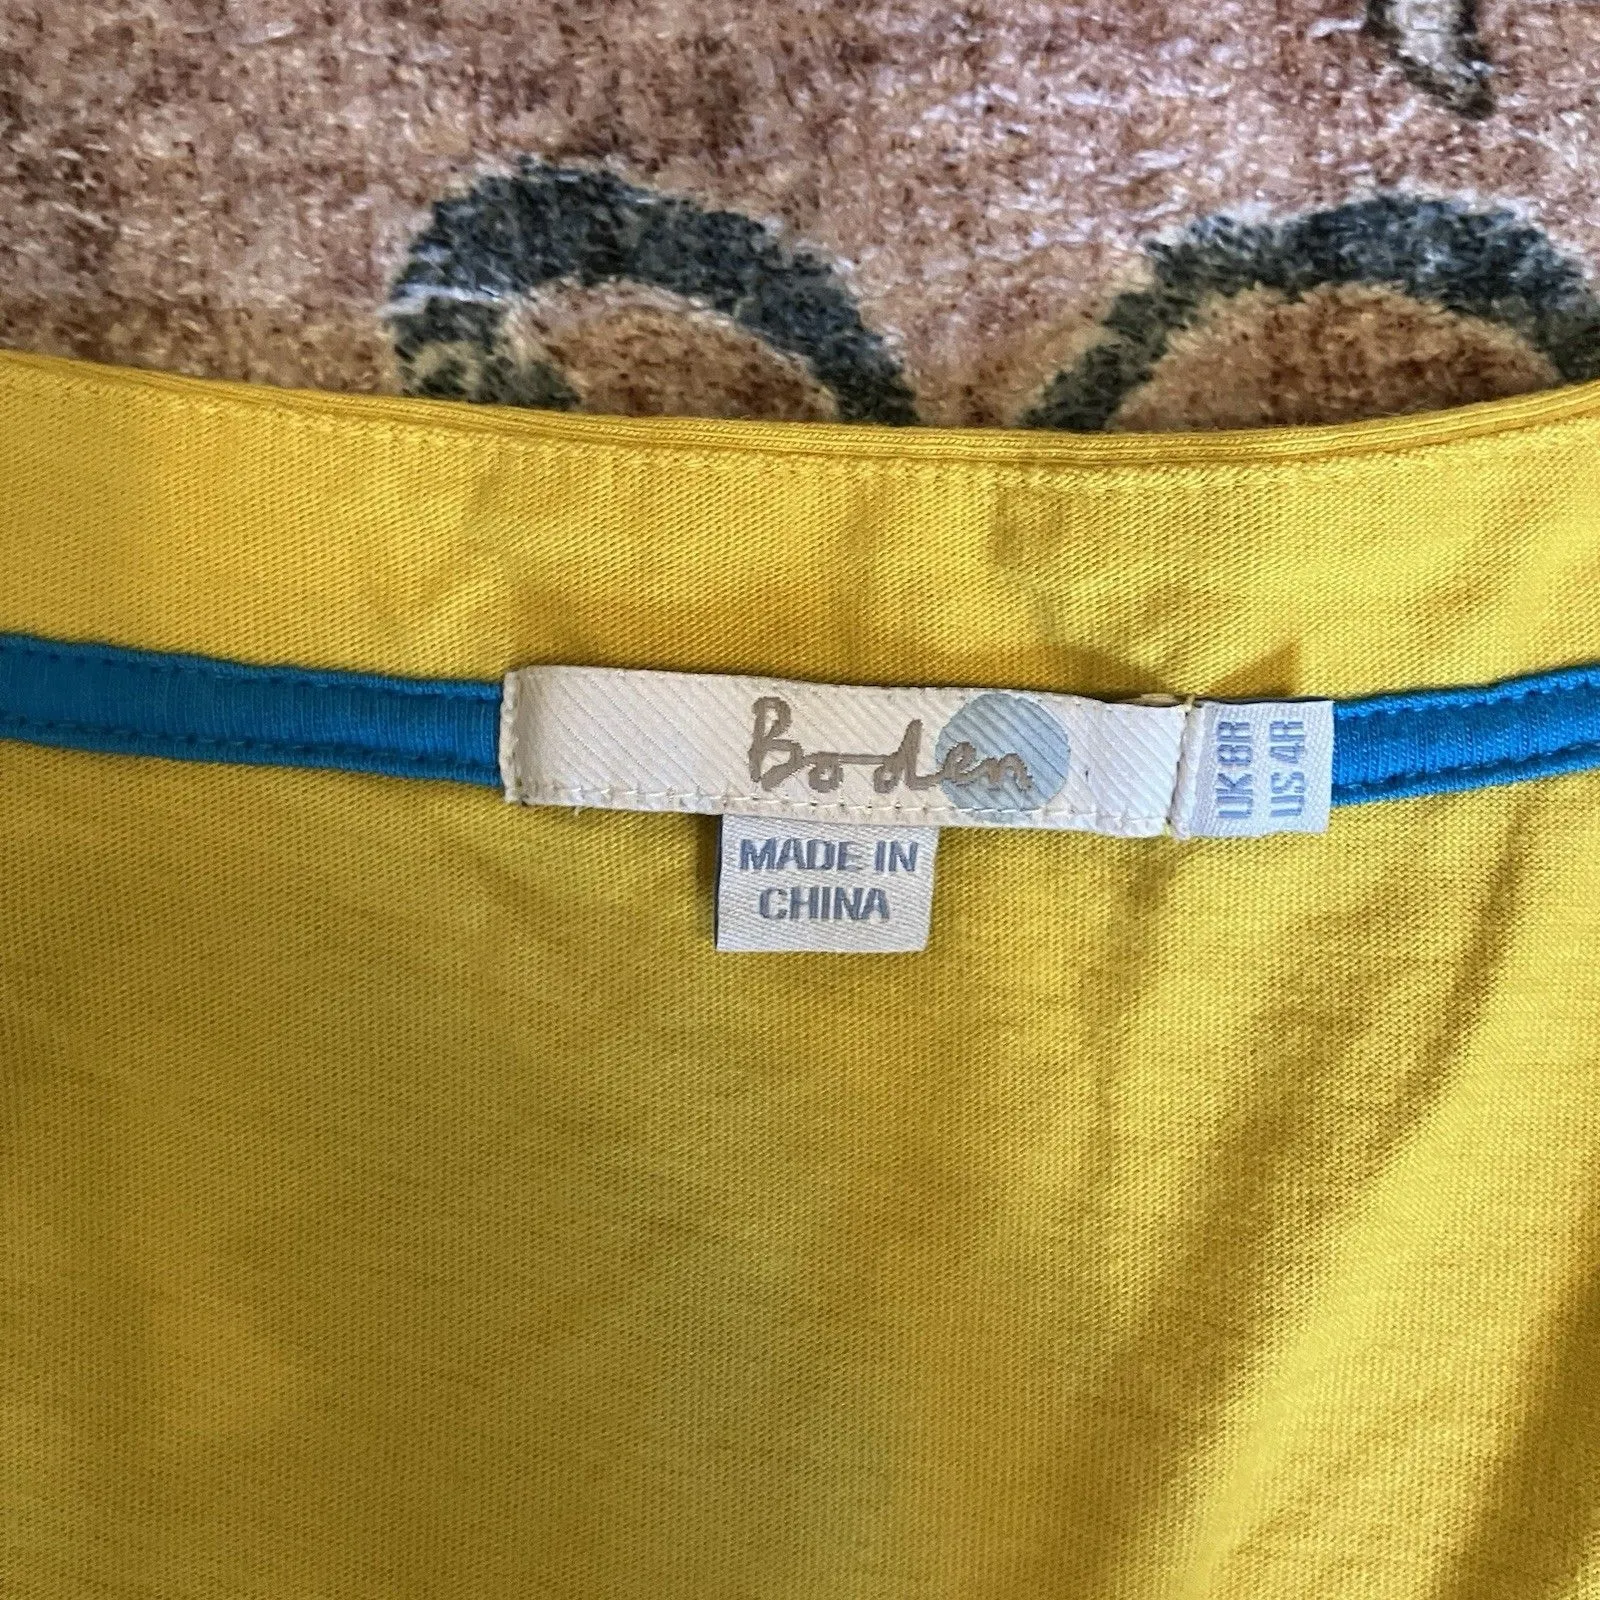 Boden
UK 8R
US 4R
MADE IN
CHINA